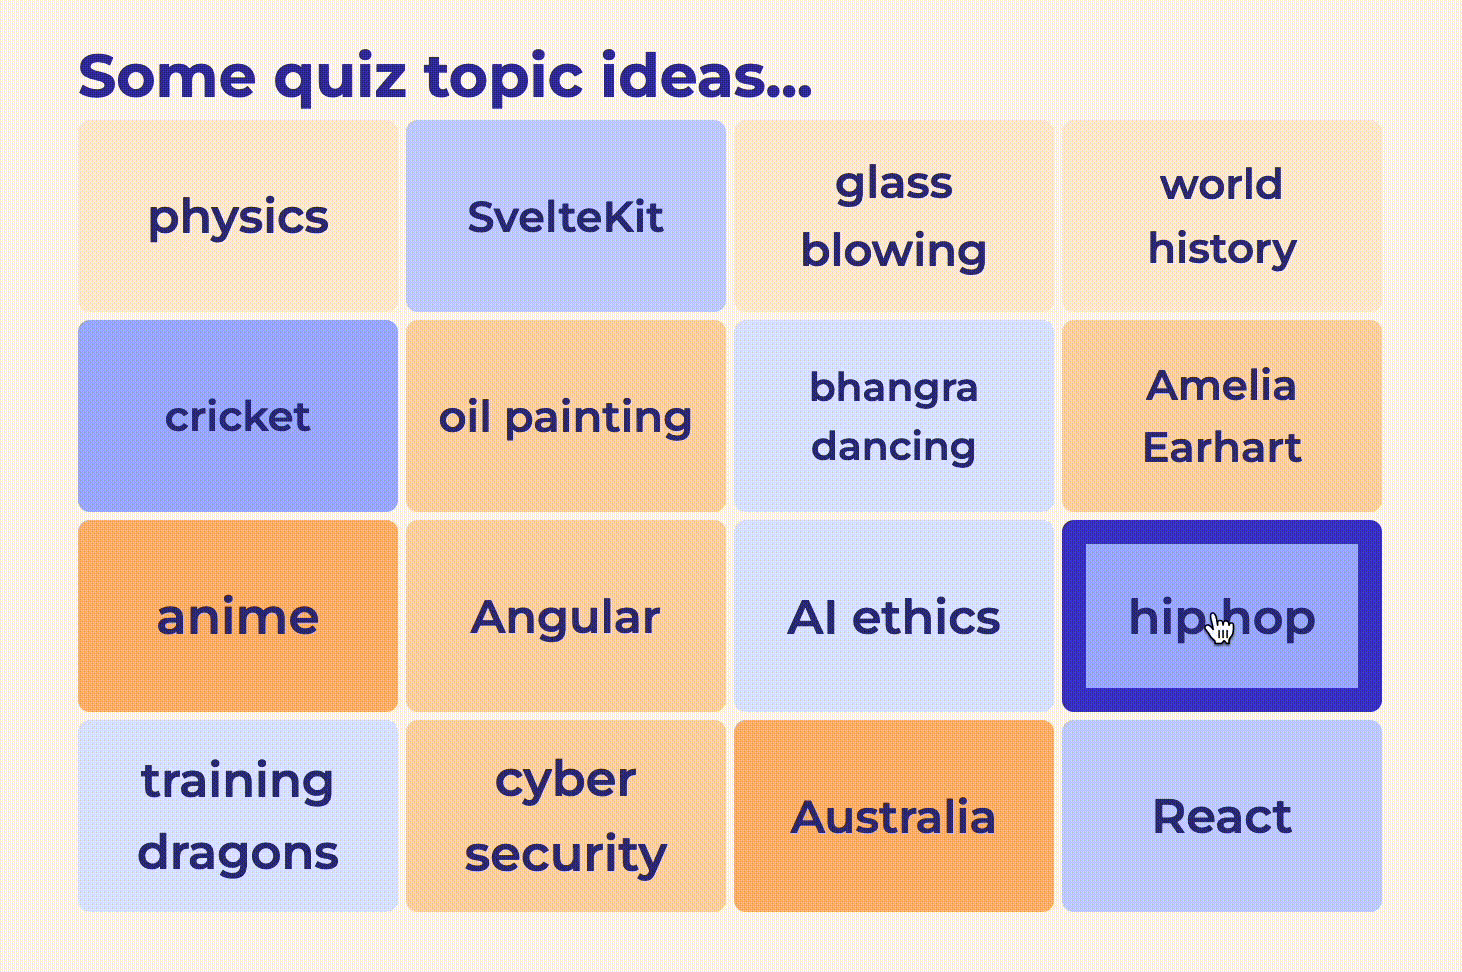 Some quiz topic ideas...
physics
SvelteKit
glass
blowing
world
history
cricket
oil painting
bhangra
dancing
Amelia
Earhart
anime
Angular
AI ethics
hip hop
training
dragons
cyber
security
Australia
React